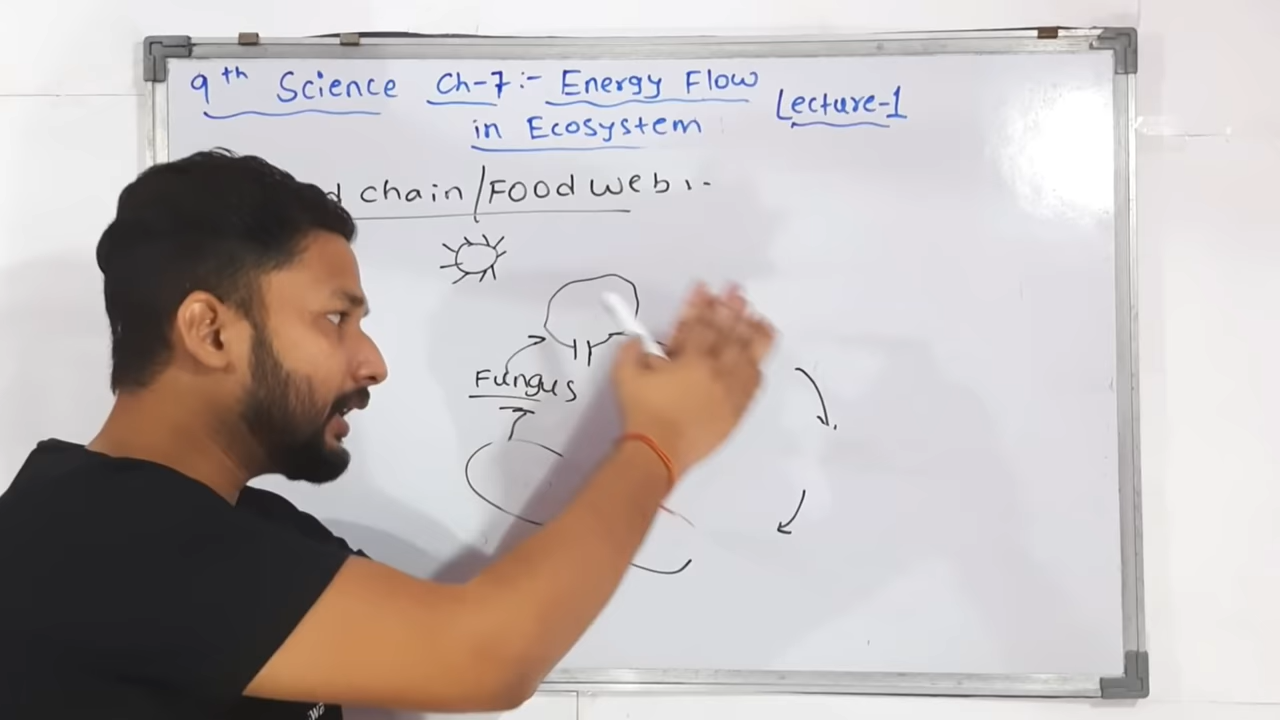 9th Science Ch-7:- Energy Flow
in Ecosystem
Lecture-1
d chain/Food web:-
Fungus